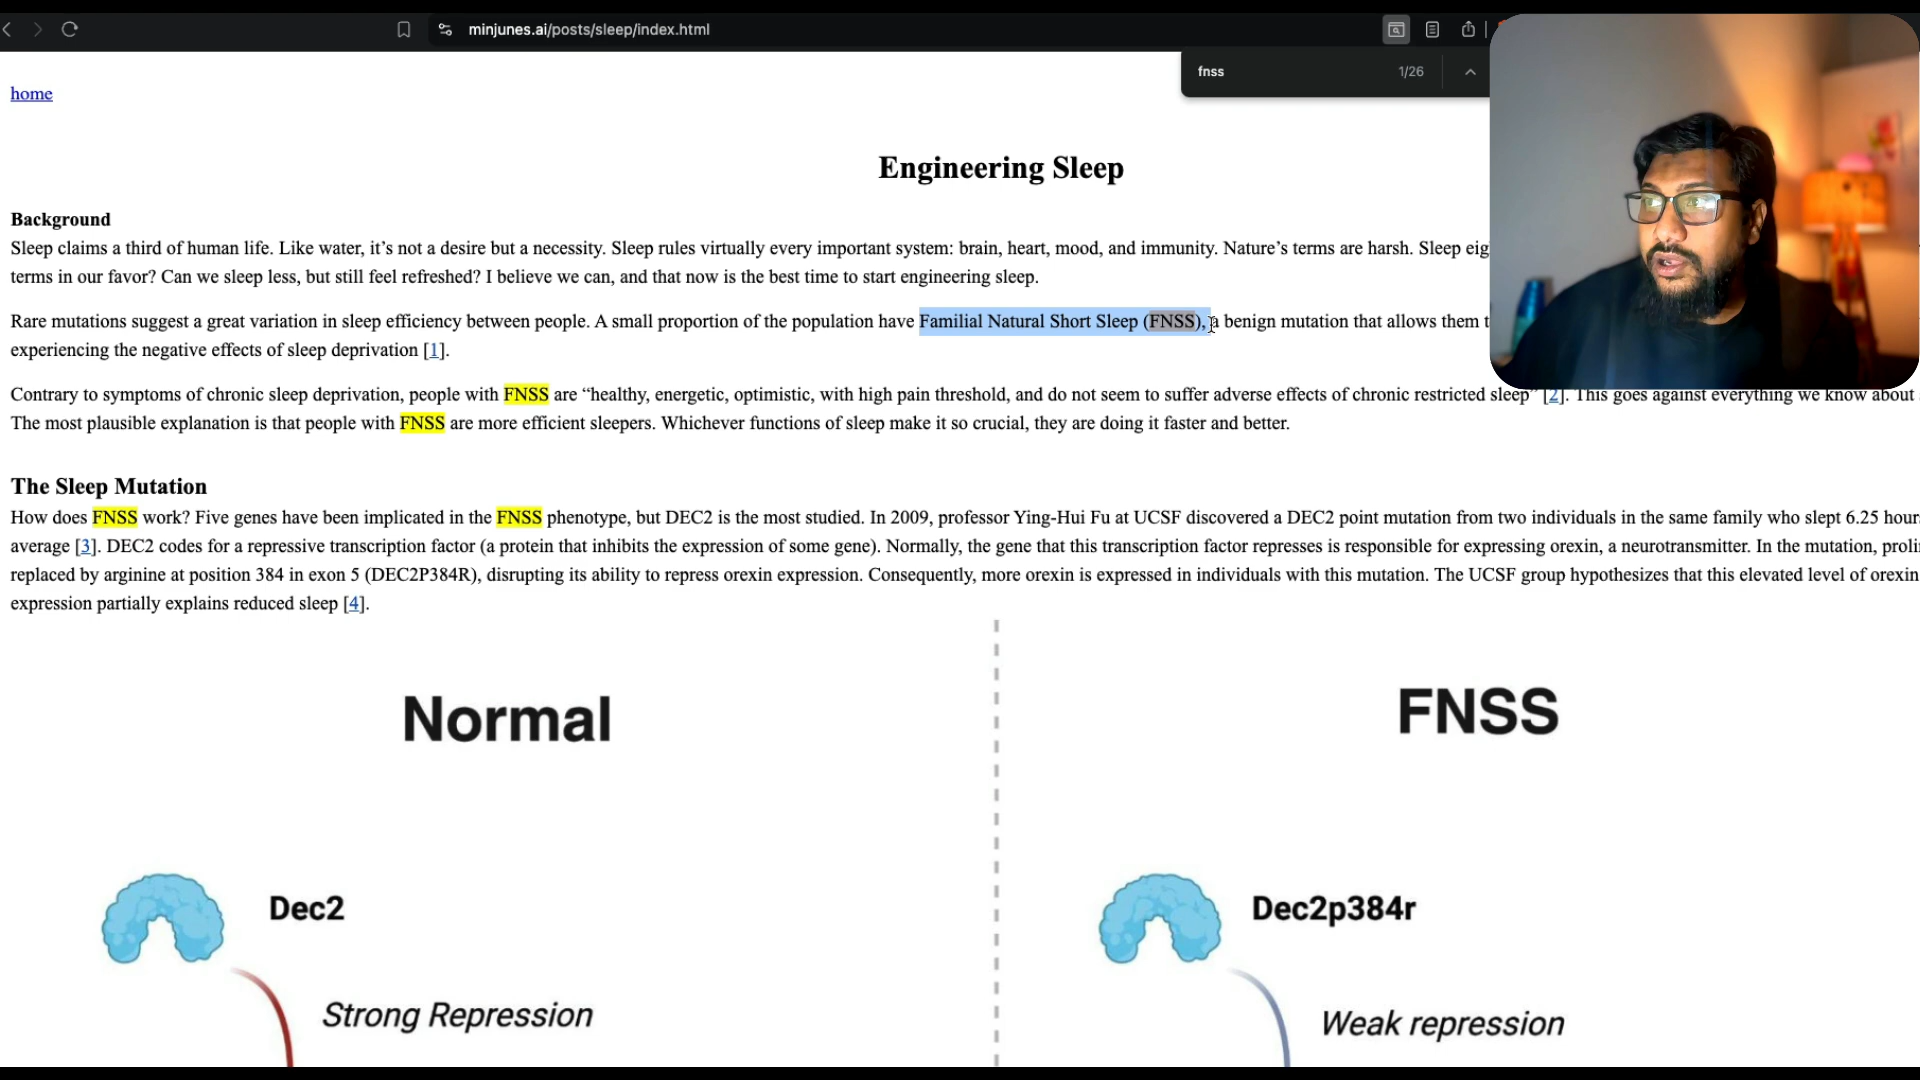 minjunes.ai/posts/sleep/index.html
fnss 1/26
home
Engineering Sleep
Background
Sleep claims a third of human life. Like water, it’s not a desire but a necessity. Sleep rules virtually every important system: brain, heart, mood, and immunity. Nature’s terms are harsh. Sleep
terms in our favor? Can we sleep less, but still feel refreshed? I believe we can, and that now is the best time to start engineering sleep.
Rare mutations suggest a great variation in sleep efficiency between people. A small proportion of the population have Familial Natural Short Sleep (FNSS), a benign mutation that allows them
experiencing the negative effects of sleep deprivation [1].
Contrary to symptoms of chronic sleep deprivation, people with FNSS are “healthy, energetic, optimistic, with high pain threshold, and do not seem to suffer adverse effects of chronic restricted sleep” [2]. This goes against everything we know about
The most plausible explanation is that people with FNSS are more efficient sleepers. Whichever functions of sleep make it so crucial, they are doing it faster and better.
The Sleep Mutation
How does FNSS work? Five genes have been implicated in the FNSS phenotype, but DEC2 is the most studied. In 2009, professor Ying-Hui Fu at UCSF discovered a DEC2 point mutation from two individuals in the same family who slept 6.25
average [3]. DEC2 codes for a repressive transcription factor (a protein that inhibits the expression of some gene). Normally, the gene that this transcription factor represses is responsible for expressing orexin, a neurotransmitter. In the mutation,
replaced by arginine at position 384 in exon 5 (DEC2P384R), disrupting its ability to repress orexin expression. Consequently, more orexin is expressed in individuals with this mutation. The UCSF group hypothesizes that this elevated level of orexin
expression partially explains reduced sleep [4].
Normal FNSS
Dec2 Dec2p384r
Strong Repression Weak repression